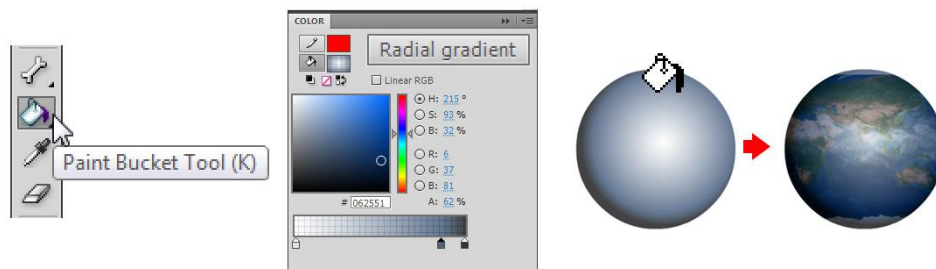 Paint Bucket Tool (K)
COLOR
Radial gradient
Linear RGB
H: 215 °
S: 93 %
B: 32 %
R: 6
G: 37
B: 81
# 062551
A: 62 %